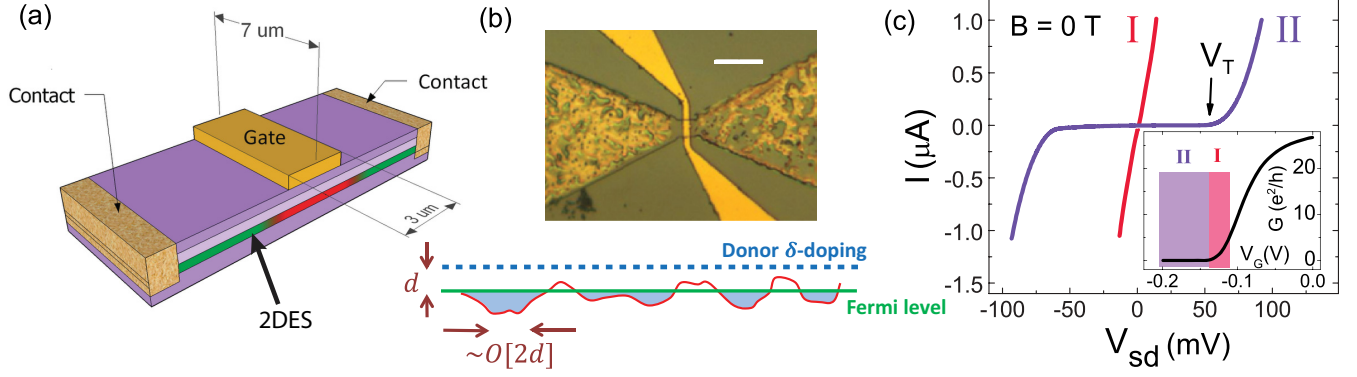 (a)
7 um
Contact
Contact
Gate
3 um
2DES
(b)
Donor δ-doping
d
Fermi level
~O[2d]
(c)
B = 0 T
I
II
V_T
I (μA)
1.0
0.5
0.0
-0.5
-1.0
-1.5
-100
-50
0
50
100
V_sd (mV)
II
I
G (e²/h)
20
10
0
V_G(V)
-0.2
-0.1
0.0